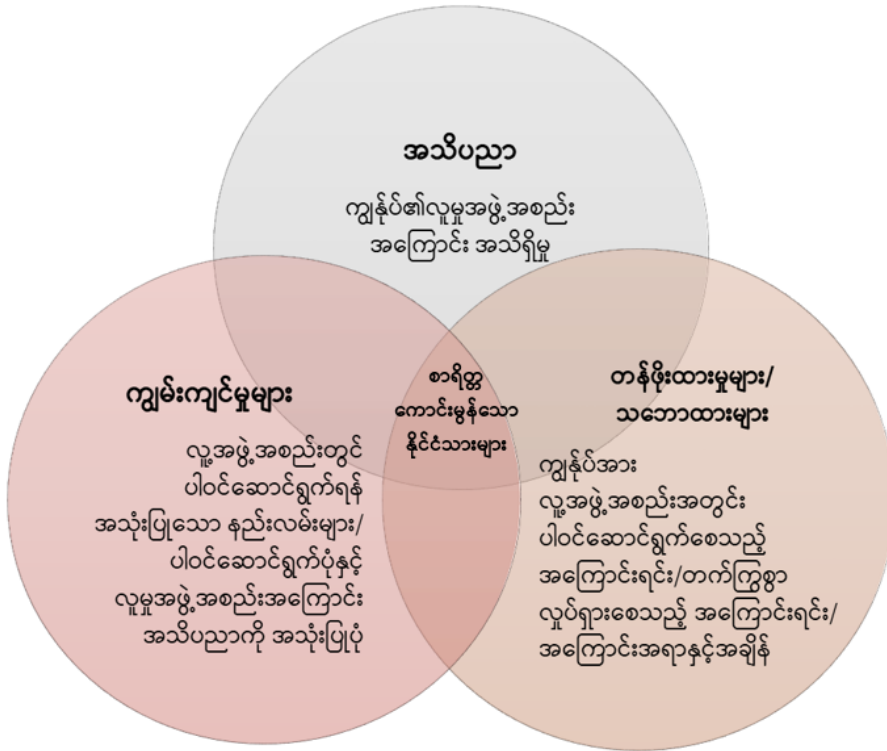 အသိပညာ
ကျွန်ုပ်၏လူမှုအဖွဲ့အစည်း
အကြောင်း အသိရှိမှု
ကျွမ်းကျင်မှုများ
လူ့အဖွဲ့အစည်းတွင်
ပါဝင်ဆောင်ရွက်ရန်
အသုံးပြုသော နည်းလမ်းများ/
ပါဝင်ဆောင်ရွက်ပုံနှင့်
လူမှုအဖွဲ့အစည်းအကြောင်း
အသိပညာကို အသုံးပြုပုံ
စာရိတ္တ
ကောင်းမွန်သော
နိုင်ငံသားများ
တန်ဖိုးထားမှုများ/
သဘောထားများ
ကျွန်ုပ်အား
လူ့အဖွဲ့အစည်းအတွင်း
ပါဝင်ဆောင်ရွက်စေသည့်
အကြောင်းရင်း/တက်ကြွစွာ
လှုပ်ရှားစေသည့် အကြောင်းရင်း/
အကြောင်းအရာနှင့်အချိန်